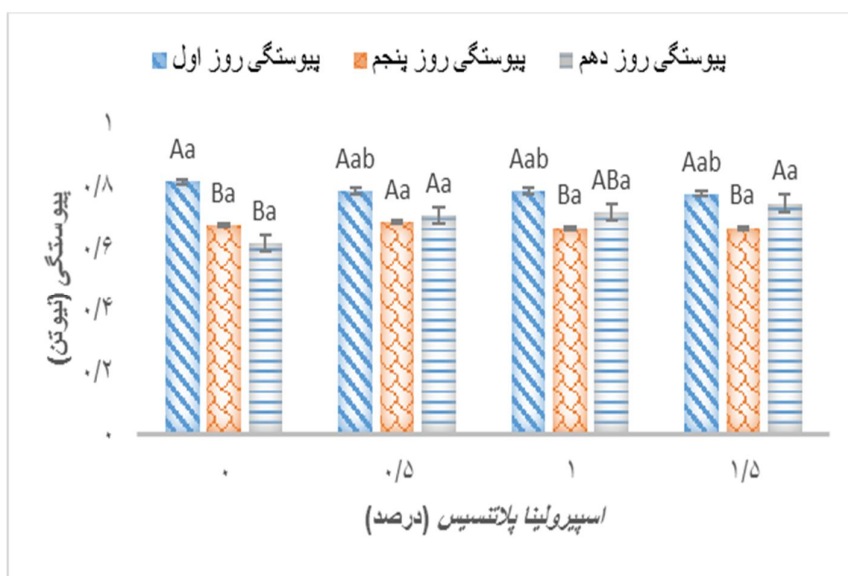 پیوستگی روز اول پیوستگی روز پنجم پیوستگی روز دهم
۱
۰/۸
۰/۶
۰/۴
۰/۲
۰
پیوستگی (نیوتن)
Aa Ba Ba Aab Aa Aa Aab Ba ABa Aab Ba Aa
۰ ۰/۵ ۱ ۱/۵
اسپیرولینا پلاتنسیس (درصد)